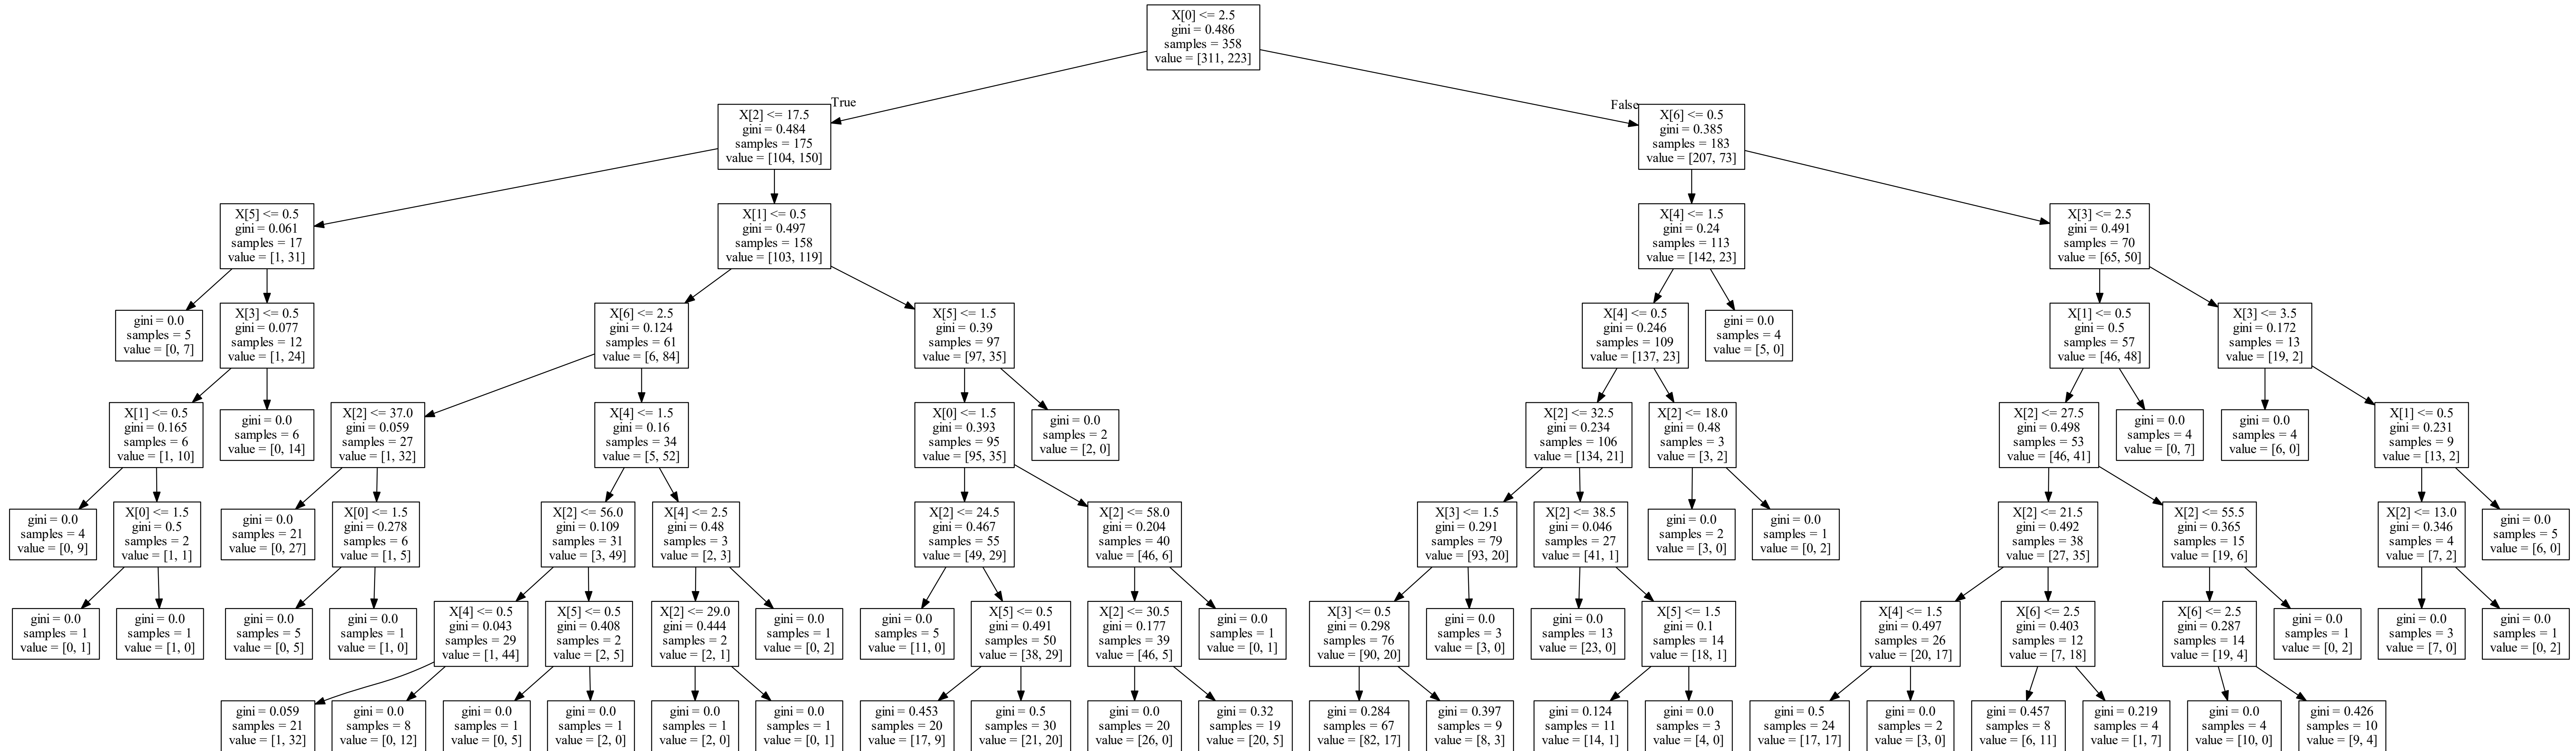 X[0] <= 2.5
gini = 0.486
samples = 358
value = [311, 223]
True
False
X[2] <= 17.5
gini = 0.484
samples = 175
value = [104, 150]
X[6] <= 0.5
gini = 0.385
samples = 183
value = [207, 73]
X[5] <= 0.5
gini = 0.061
samples = 17
value = [1, 31]
X[1] <= 0.5
gini = 0.497
samples = 158
value = [103, 119]
X[4] <= 1.5
gini = 0.24
samples = 113
value = [142, 23]
X[3] <= 2.5
gini = 0.491
samples = 70
value = [65, 50]
gini = 0.0
samples = 5
value = [0, 7]
X[3] <= 0.5
gini = 0.077
samples = 12
value = [1, 24]
X[6] <= 2.5
gini = 0.124
samples = 61
value = [6, 84]
X[5] <= 1.5
gini = 0.39
samples = 97
value = [97, 35]
X[4] <= 0.5
gini = 0.246
samples = 109
value = [137, 23]
gini = 0.0
samples = 4
value = [5, 0]
X[1] <= 0.5
gini = 0.5
samples = 57
value = [46, 48]
X[3] <= 3.5
gini = 0.172
samples = 13
value = [19, 2]
X[1] <= 0.5
gini = 0.165
samples = 6
value = [1, 10]
gini = 0.0
samples = 6
value = [0, 14]
X[2] <= 37.0
gini = 0.059
samples = 27
value = [1, 32]
X[4] <= 1.5
gini = 0.16
samples = 34
value = [5, 52]
X[0] <= 1.5
gini = 0.393
samples = 95
value = [95, 35]
gini = 0.0
samples = 2
value = [2, 0]
X[2] <= 32.5
gini = 0.234
samples = 106
value = [134, 21]
X[2] <= 18.0
gini = 0.48
samples = 3
value = [3, 2]
X[2] <= 27.5
gini = 0.498
samples = 53
value = [46, 41]
gini = 0.0
samples = 4
value = [0, 7]
gini = 0.0
samples = 4
value = [6, 0]
X[1] <= 0.5
gini = 0.231
samples = 9
value = [13, 2]
gini = 0.0
samples = 4
value = [0, 9]
X[0] <= 1.5
gini = 0.5
samples = 2
value = [1, 1]
gini = 0.0
samples = 21
value = [0, 27]
X[0] <= 1.5
gini = 0.278
samples = 6
value = [1, 5]
X[2] <= 56.0
gini = 0.109
samples = 31
value = [3, 49]
X[4] <= 2.5
gini = 0.48
samples = 3
value = [2, 3]
X[2] <= 24.5
gini = 0.467
samples = 55
value = [49, 29]
X[2] <= 58.0
gini = 0.204
samples = 40
value = [46, 6]
X[3] <= 1.5
gini = 0.291
samples = 79
value = [93, 20]
X[2] <= 38.5
gini = 0.046
samples = 27
value = [41, 1]
gini = 0.0
samples = 2
value = [3, 0]
gini = 0.0
samples = 1
value = [0, 2]
X[2] <= 21.5
gini = 0.492
samples = 38
value = [27, 35]
X[2] <= 55.5
gini = 0.365
samples = 15
value = [19, 6]
X[2] <= 13.0
gini = 0.346
samples = 4
value = [7, 2]
gini = 0.0
samples = 5
value = [6, 0]
gini = 0.0
samples = 1
value = [0, 1]
gini = 0.0
samples = 1
value = [1, 0]
gini = 0.0
samples = 5
value = [0, 5]
gini = 0.0
samples = 1
value = [1, 0]
X[4] <= 0.5
gini = 0.043
samples = 29
value = [1, 44]
X[5] <= 0.5
gini = 0.408
samples = 2
value = [2, 5]
X[2] <= 29.0
gini = 0.444
samples = 2
value = [2, 1]
gini = 0.0
samples = 1
value = [0, 2]
gini = 0.0
samples = 5
value = [11, 0]
X[5] <= 0.5
gini = 0.491
samples = 50
value = [38, 29]
X[2] <= 30.5
gini = 0.177
samples = 39
value = [46, 5]
gini = 0.0
samples = 1
value = [0, 1]
X[3] <= 0.5
gini = 0.298
samples = 76
value = [90, 20]
gini = 0.0
samples = 3
value = [3, 0]
gini = 0.0
samples = 13
value = [23, 0]
X[5] <= 1.5
gini = 0.1
samples = 14
value = [18, 1]
X[4] <= 1.5
gini = 0.497
samples = 26
value = [20, 17]
X[6] <= 2.5
gini = 0.403
samples = 12
value = [7, 18]
X[6] <= 2.5
gini = 0.287
samples = 14
value = [19, 4]
gini = 0.0
samples = 1
value = [0, 2]
gini = 0.0
samples = 3
value = [7, 0]
gini = 0.0
samples = 1
value = [0, 2]
gini = 0.059
samples = 21
value = [1, 32]
gini = 0.0
samples = 8
value = [0, 12]
gini = 0.0
samples = 1
value = [0, 5]
gini = 0.0
samples = 1
value = [2, 0]
gini = 0.0
samples = 1
value = [2, 0]
gini = 0.0
samples = 1
value = [0, 1]
gini = 0.453
samples = 20
value = [17, 9]
gini = 0.5
samples = 30
value = [21, 20]
gini = 0.0
samples = 20
value = [26, 0]
gini = 0.32
samples = 19
value = [20, 5]
gini = 0.284
samples = 67
value = [82, 17]
gini = 0.397
samples = 9
value = [8, 3]
gini = 0.124
samples = 11
value = [14, 1]
gini = 0.0
samples = 3
value = [4, 0]
gini = 0.5
samples = 24
value = [17, 17]
gini = 0.0
samples = 2
value = [3, 0]
gini = 0.457
samples = 8
value = [6, 11]
gini = 0.219
samples = 4
value = [1, 7]
gini = 0.0
samples = 4
value = [10, 0]
gini = 0.426
samples = 10
value = [9, 4]